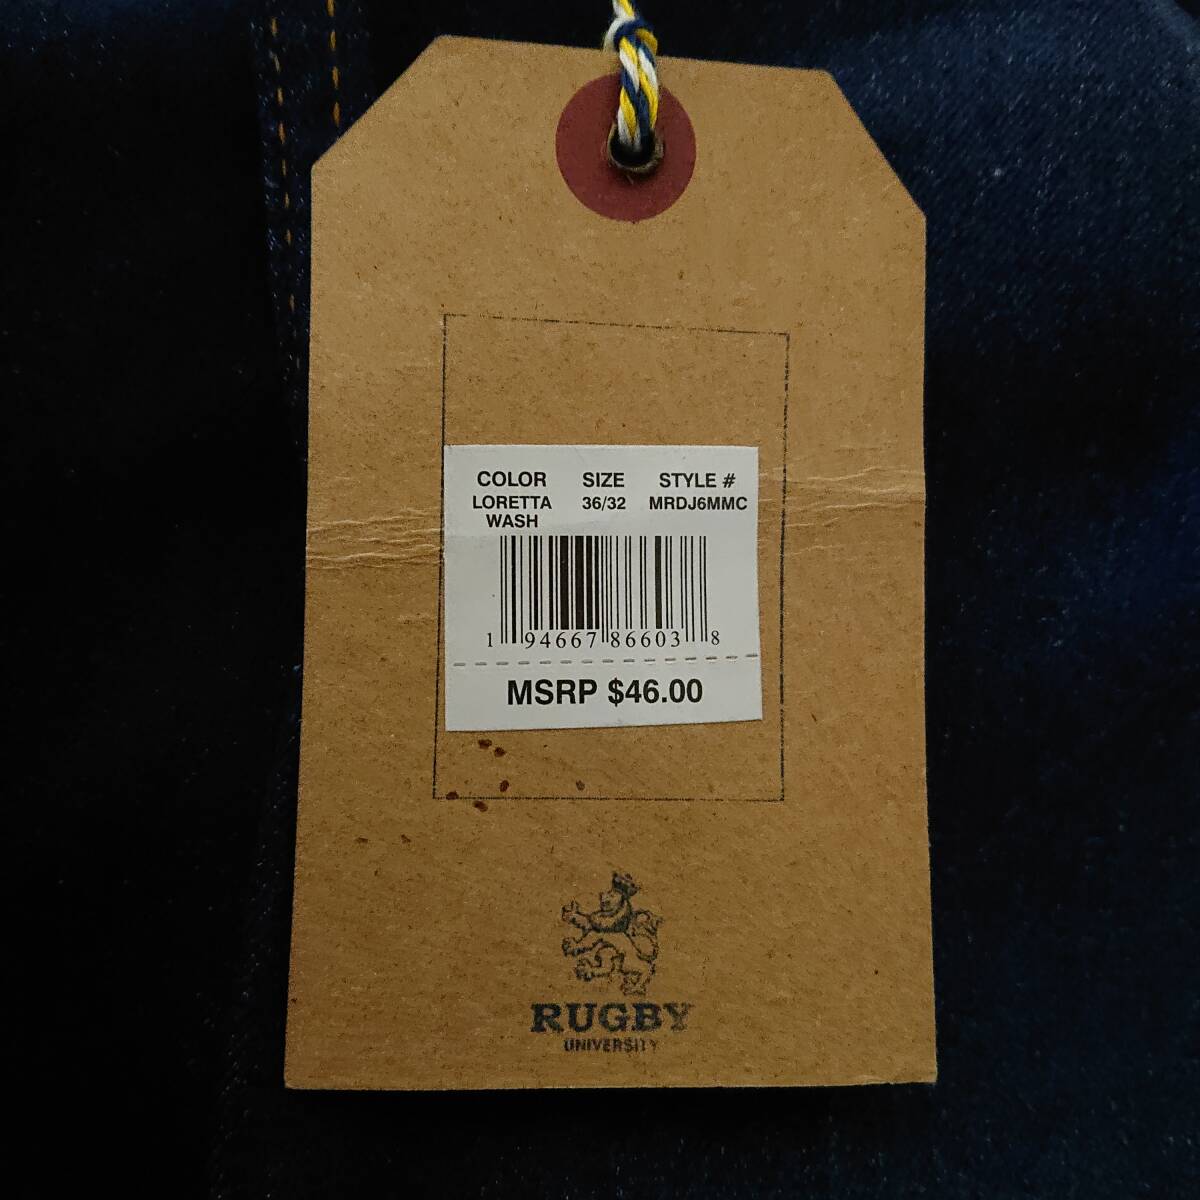 COLOR SIZE STYLE #
LORETTA WASH 36/32 MRDJ6MMC
1 94667 86603 8
MSRP $46.00
RUGBY
UNIVERSITY